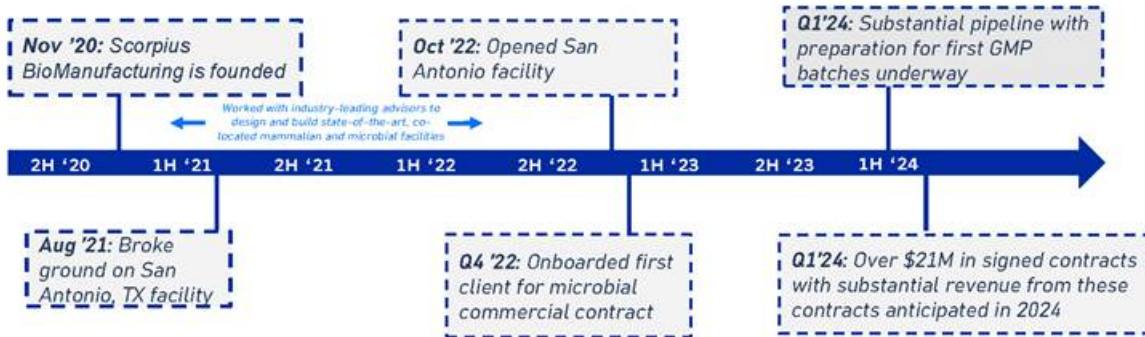 Nov '20: Scorpius
BioManufacturing is founded
Oct '22: Opened San
Antonio facility
Q1'24: Substantial pipeline with
preparation for first GMP
batches underway
Worked with industry-leading advisors to
design and build state-of-the-art, co-
located mammalian and microbial facilities
2H ‘20
1H ‘21
2H ‘21
1H ‘22
2H ‘22
1H ‘23
2H ‘23
1H ‘24
Aug '21: Broke
ground on San
Antonio, TX facility
Q4 '22: Onboarded first
client for microbial
commercial contract
Q1'24: Over $21M in signed contracts
with substantial revenue from these
contracts anticipated in 2024